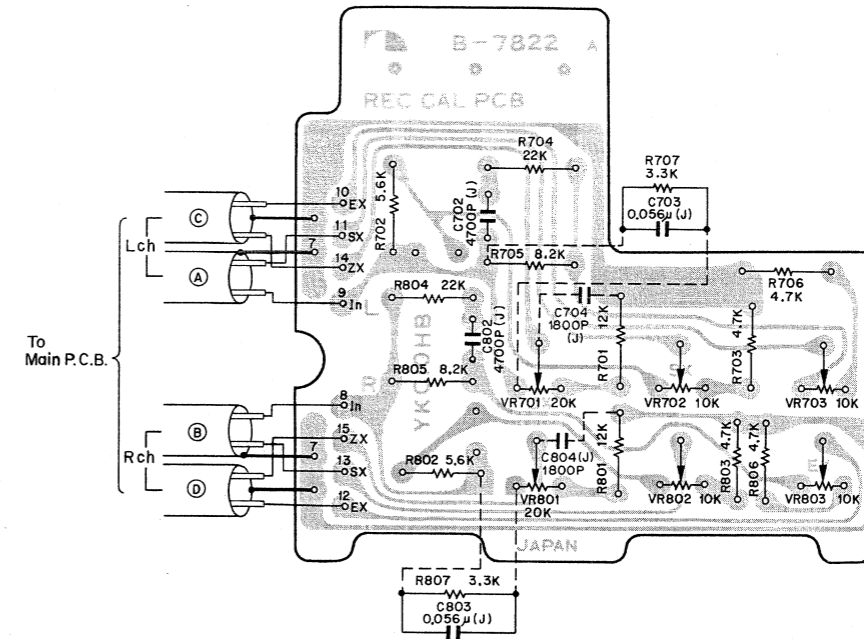 B-7822 A
REC CAL PCB
R704
22K
R707
3.3K
C703
0.056μ(J)
10
EX
R702 5.6K
C702
4700P (J)
C
11
SX
Lch
7
14
ZX
R705 8.2K
A
R706
4.7K
9
In
L
R804 22K
C704
1800P
(J)
12K
R701
4.7K
R703
C802
4700P (J)
To
Main P.C.B.
YKOOHB
R805 8.2K
SX
R
8
In
VR701 20K
VR702 10K
VR703 10K
B
15
ZX
Rch
7
13
SX
R802 5.6K
C804(J)
1800P
12K
R801
R803 4.7K
R806 4.7K
D
12
EX
VR801
20K
VR802 10K
VR803 10K
JAPAN
R807 3.3K
C803
0.056μ(J)